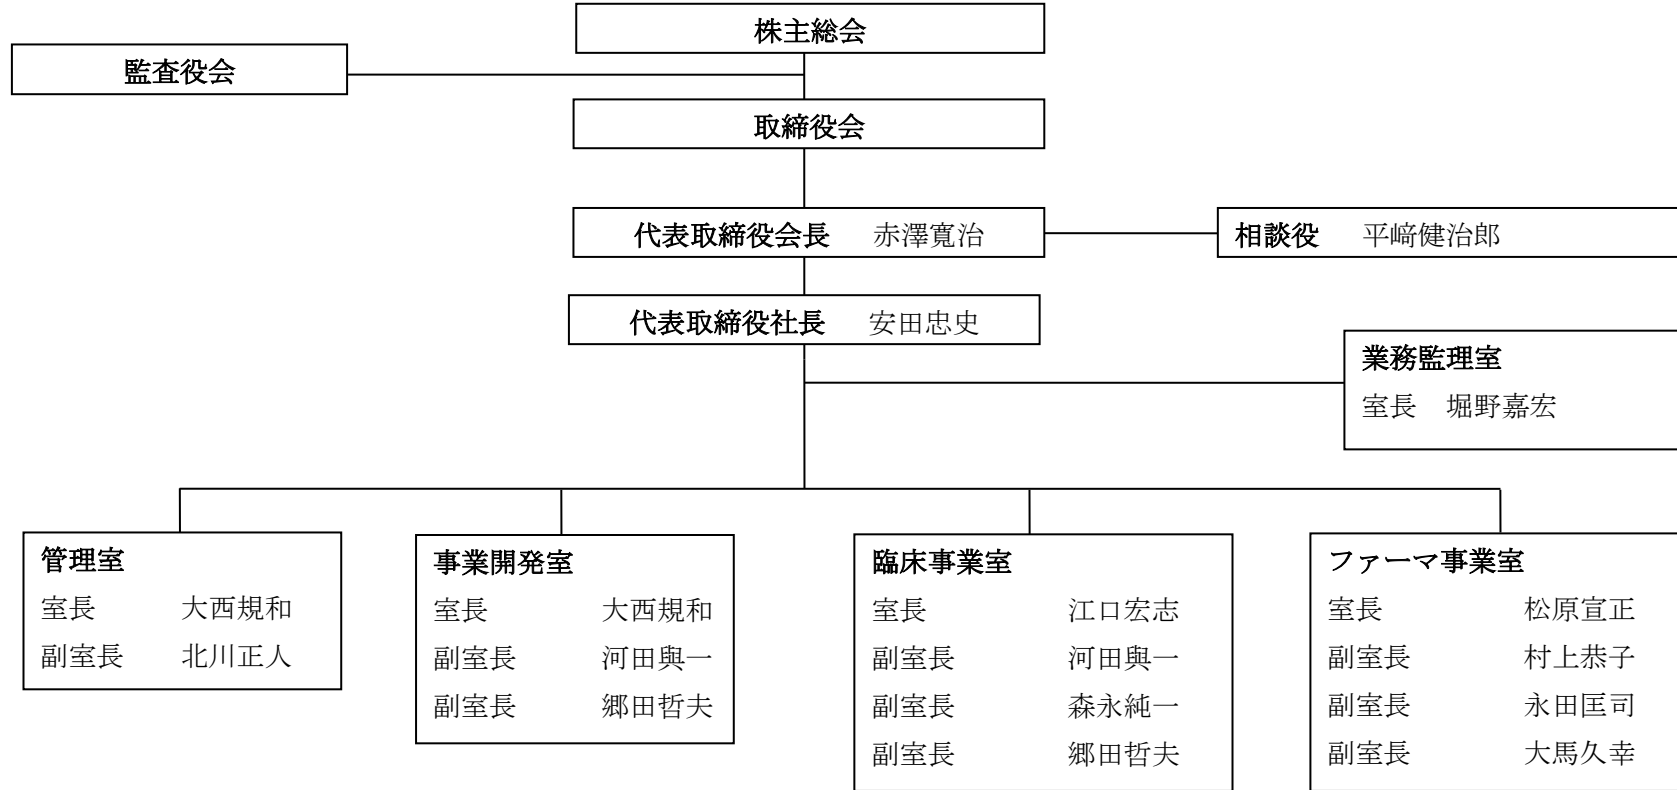 株主総会
監査役会
取締役会
代表取締役会長　赤澤寛治
相談役　平﨑健治郎
代表取締役社長　安田忠史
業務監理室
室長　堀野嘉宏
管理室
室長　大西規和
副室長　北川正人
事業開発室
室長　大西規和
副室長　河田與一
副室長　郷田哲夫
臨床事業室
室長　江口宏志
副室長　河田與一
副室長　森永純一
副室長　郷田哲夫
ファーマ事業室
室長　松原宣正
副室長　村上恭子
副室長　永田匡司
副室長　大馬久幸